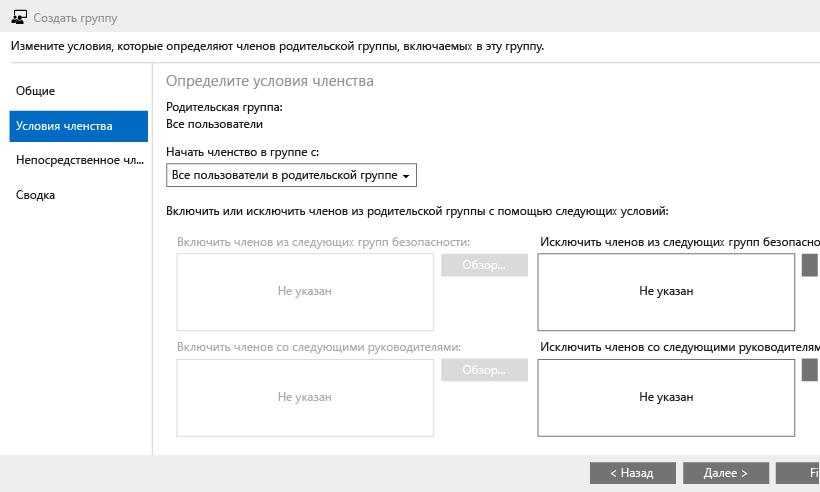 Создать группу
Измените условия, которые определяют членов родительской группы, включаемых в эту группу.
Общие
Условия членства
Непосредственное чл...
Сводка
Определите условия членства
Родительская группа:
Все пользователи
Начать членство в группе с:
Все пользователи в родительской группе
Включить или исключить членов из родительской группы с помощью следующих условий:
Включить членов из следующих групп безопасности:
Обзор...
Не указан
Исключить членов из следующих групп безопасно
Не указан
Включить членов со следующими руководителями:
Обзор...
Не указан
Исключить членов со следующими руководителям
Не указан
< Назад
Далее >
Fi